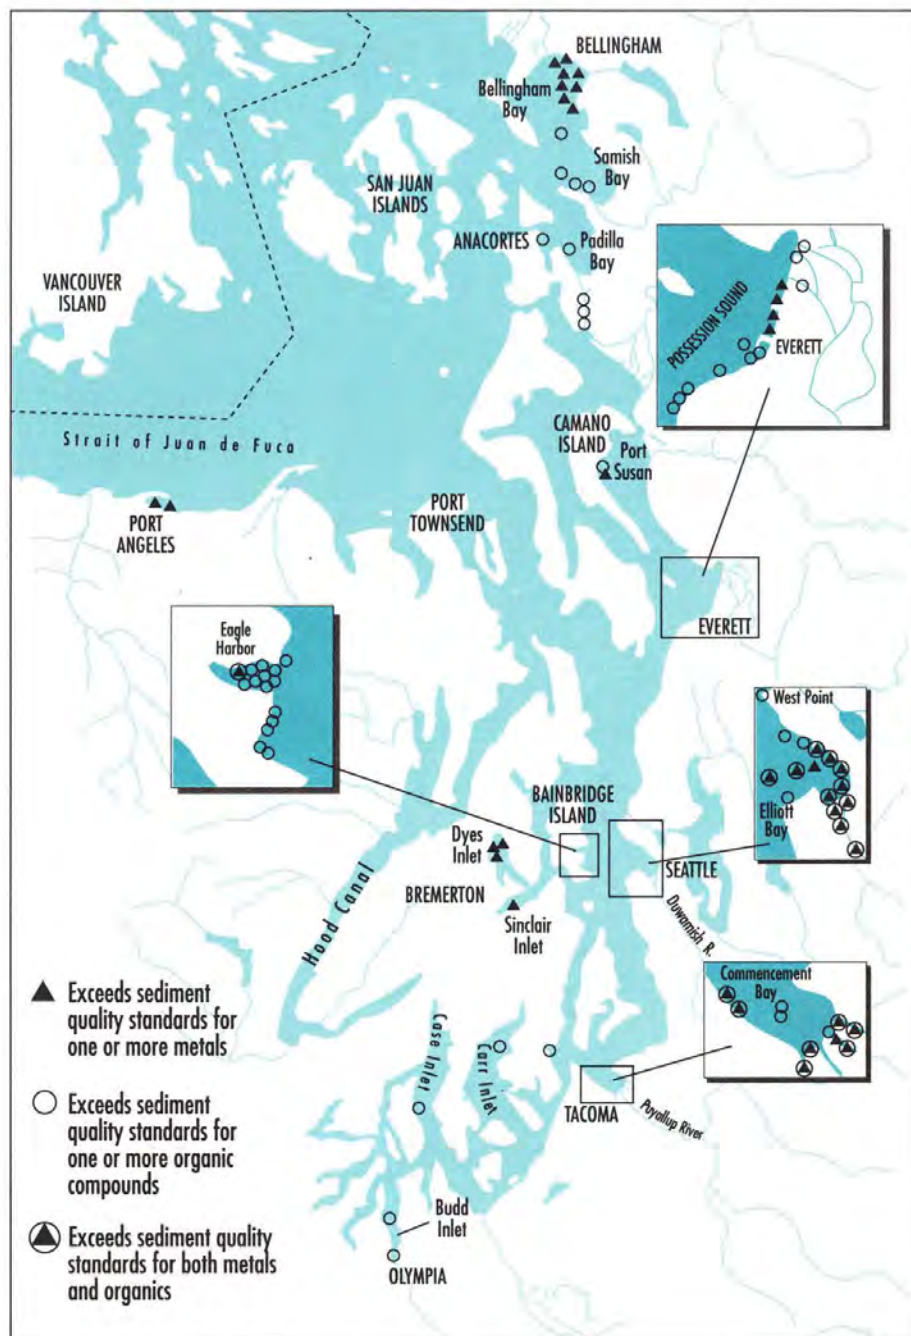 BELLINGHAM
Bellingham
Bay
Samish
Bay
SAN JUAN
ISLANDS
ANACORTES
Padilla
Bay
VANCOUVER
ISLAND
POSSESSION SOUND
EVERETT
Strait of Juan de Fuca
CAMANO
ISLAND
Port
Susan
PORT
ANGELES
PORT
TOWNSEND
EVERETT
Eagle
Harbor
West Point
Elliott
Bay
BAINBRIDGE
ISLAND
Dyes
Inlet
SEATTLE
BREMERTON
Sinclair
Inlet
Hood Canal
Duwamish R.
Commencement
Bay
Case Inlet
Carr Inlet
TACOMA
Puyallup River
Budd
Inlet
OLYMPIA
Exceeds sediment
quality standards for
one or more metals
Exceeds sediment
quality standards for
one or more organic
compounds
Exceeds sediment quality
standards for both metals
and organics